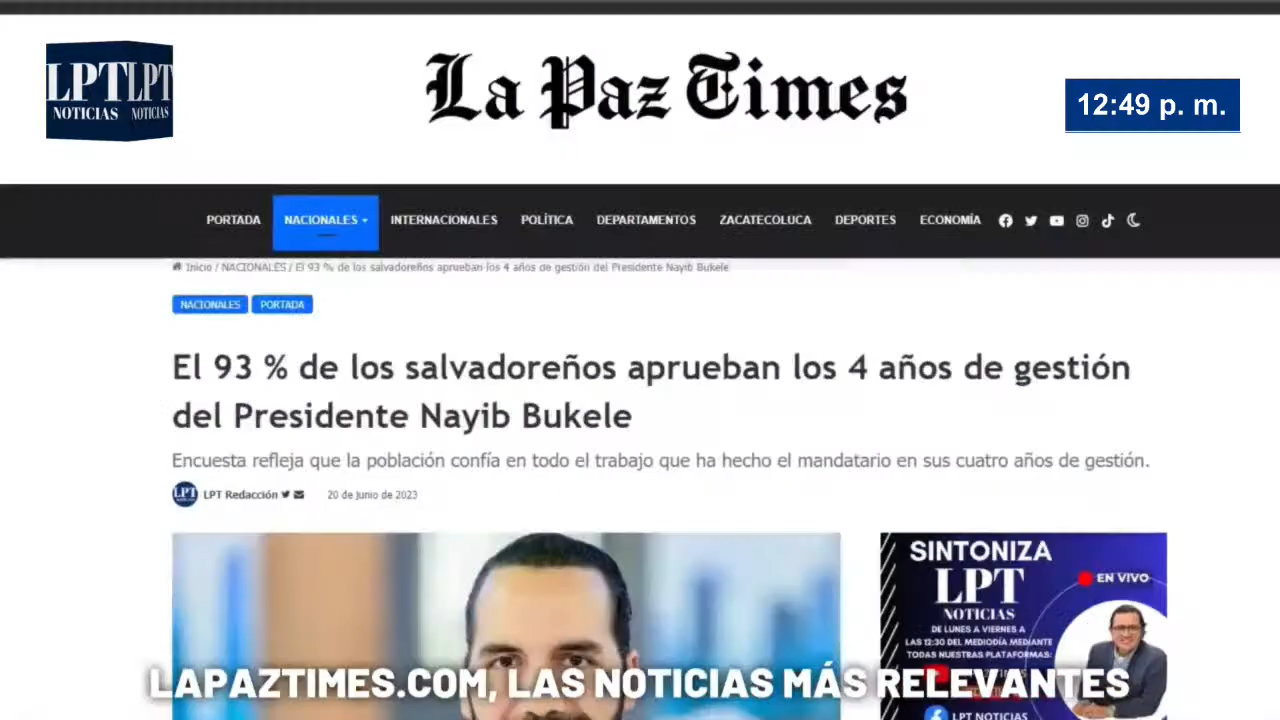 LPT LPT
NOTICIAS NOTICIAS
La Paz Times
12:49 p. m.
PORTADA NACIONALES INTERNACIONALES POLÍTICA DEPARTAMENTOS ZACATECOLUCA DEPORTES ECONOMÍA
Inicio / NACIONALES / El 93 % de los salvadoreños aprueban los 4 años de gestión del Presidente Nayib Bukele
NACIONALES PORTADA
El 93 % de los salvadoreños aprueban los 4 años de gestión
del Presidente Nayib Bukele
Encuesta refleja que la población confía en todo el trabajo que ha hecho el mandatario en sus cuatro años de gestión.
LPT LPT Redacción 20 de junio de 2023
SINTONIZA
LPT
EN VIVO
NOTICIAS
DE LUNES A VIERNES A
LAS 12:30 DEL MEDIODÍA MEDIANTE
TODAS NUESTRAS PLATAFORMAS:
LAPAZTIMES.COM, LAS NOTICIAS MÁS RELEVANTES
LPT NOTICIAS